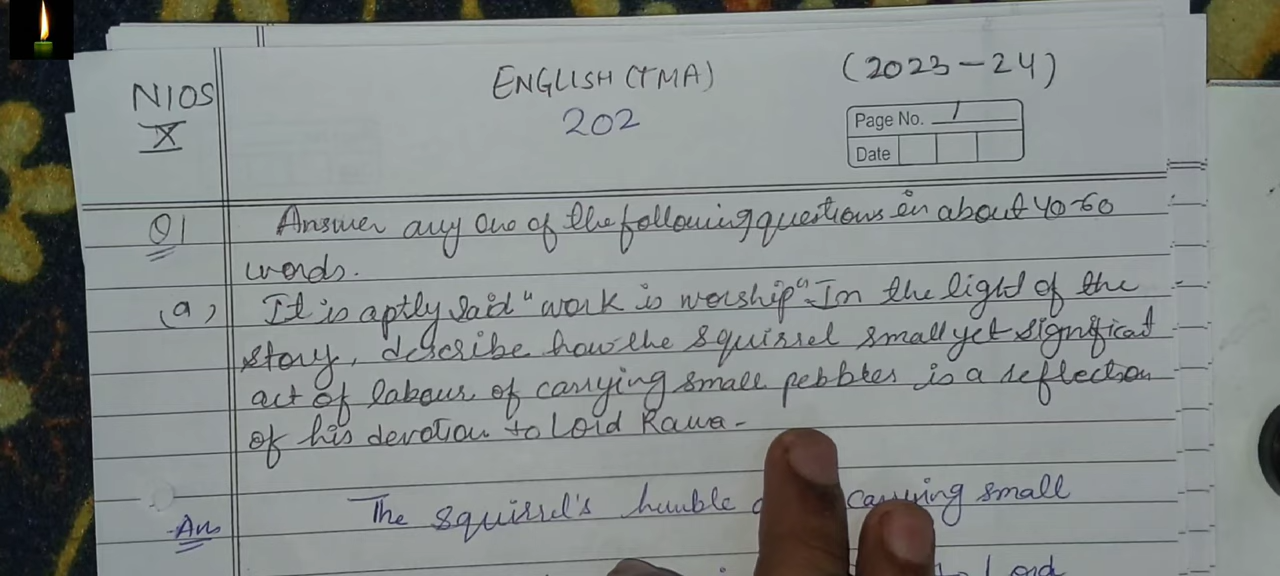 NIOS
X
ENGLISH (TMA)
202
(2023-24)
Page No. 1
Date
Q1 Answer any one of the following questions in about 40-60
words.
(a) It is aptly said "work is worship". In the light of the
story, describe how the squirrel small yet significat
act of labour of carrying small pebbles is a reflection
of his devotion to Lord Rama-
Ans The squirrel's humble carrying small
Lord